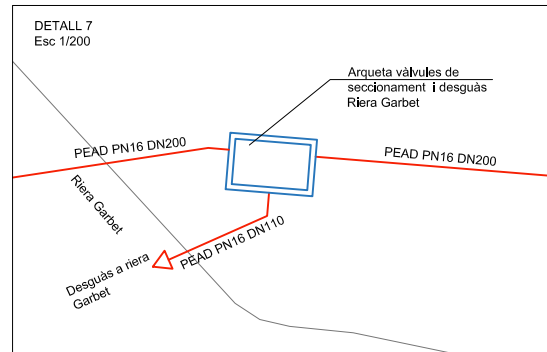 DETALL 7
Esc 1/200
Arqueta vàlvules de
seccionament i desguàs
Riera Garbet
PEAD PN16 DN200
PEAD PN16 DN200
Riera Garbet
PEAD PN16 DN110
Desguàs a riera
Garbet